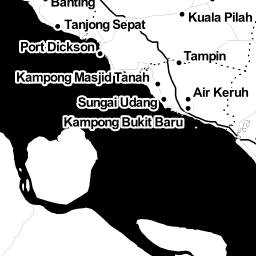 Banting
Kuala Pilah
Tanjong Sepat
Port Dickson
Tampin
Kampong Masjid Tanah
Air Keruh
Sungai Udang
Kampong Bukit Baru